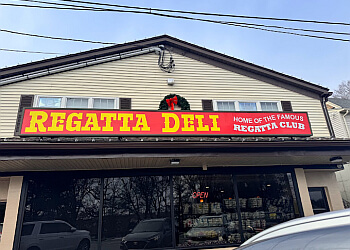 REGATTA DELI
HOME OF THE FAMOUS
REGATTA CLUB
OPEN